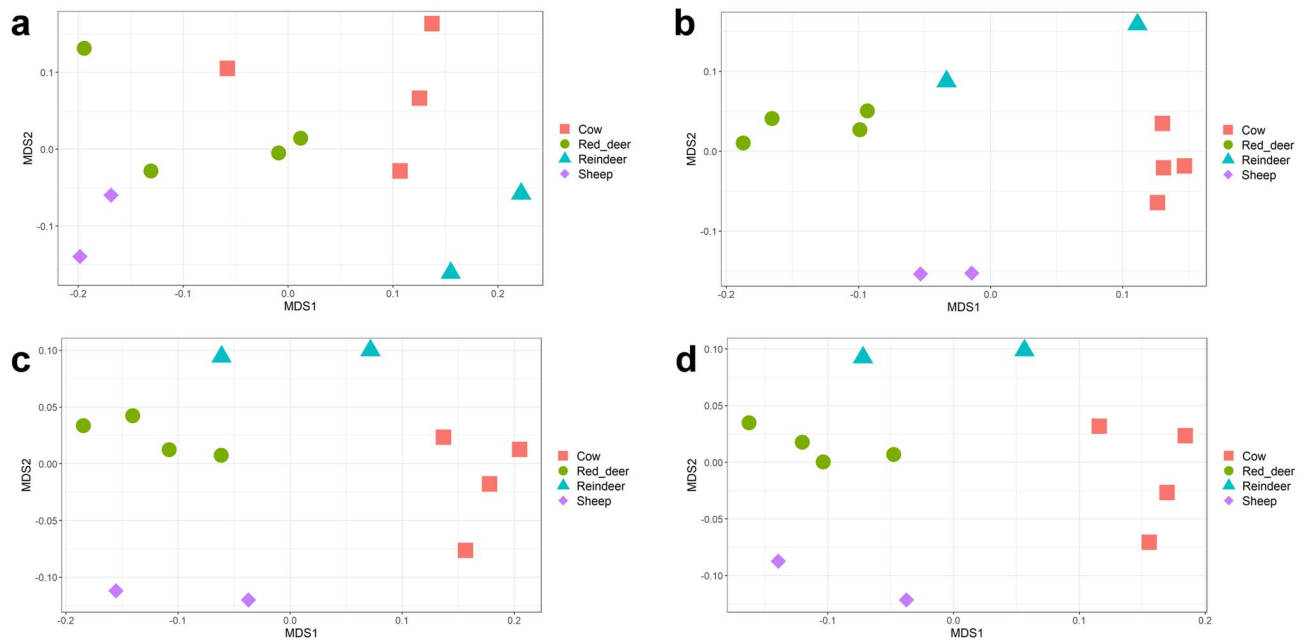 a
MDS2
0.1
0.0
-0.1
-0.2
-0.1
0.0
0.1
0.2
MDS1
Cow
Red_deer
Reindeer
Sheep
b
MDS2
0.1
0.0
-0.1
-0.2
-0.1
0.0
0.1
MDS1
Cow
Red_deer
Reindeer
Sheep
c
MDS2
0.10
0.05
0.00
-0.05
-0.10
-0.2
-0.1
0.0
0.1
0.2
MDS1
Cow
Red_deer
Reindeer
Sheep
d
MDS2
0.10
0.05
0.00
-0.05
-0.10
-0.1
0.0
0.1
0.2
MDS1
Cow
Red_deer
Reindeer
Sheep